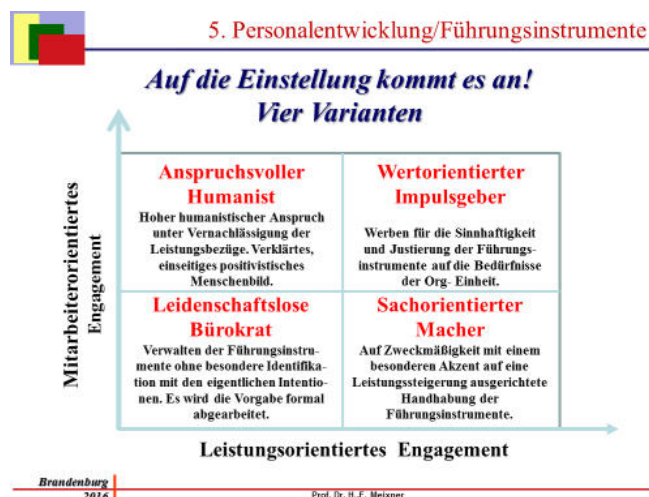 5. Personalentwicklung/Führungsinstrumente
Auf die Einstellung kommt es an!
Vier Varianten
Mitarbeiterorientiertes
Engagement
Anspruchsvoller
Humanist
Hoher humanistischer Anspruch
unter Vernachlässigung der
Leistungsbezüge. Verklärtes,
einseitiges positivistisches
Menschenbild.
Wertorientierter
Impulsgeber
Werben für die Sinnhaftigkeit
und Justierung der Führungs-
instrumente auf die Bedürfnisse
der Org- Einheit.
Leidenschaftslose
Bürokrat
Verwalten der Führungsinstru-
mente ohne besondere Identifika-
tion mit den eigentlichen Intentio-
nen. Es wird die Vorgabe formal
abgearbeitet.
Sachorientierter
Macher
Auf Zweckmäßigkeit mit einem
besonderen Akzent auf eine
Leistungssteigerung ausgerichtete
Handhabung der
Führungsinstrumente.
Leistungsorientiertes Engagement
Brandenburg
2016
Prof. Dr. H.-F. Meixner